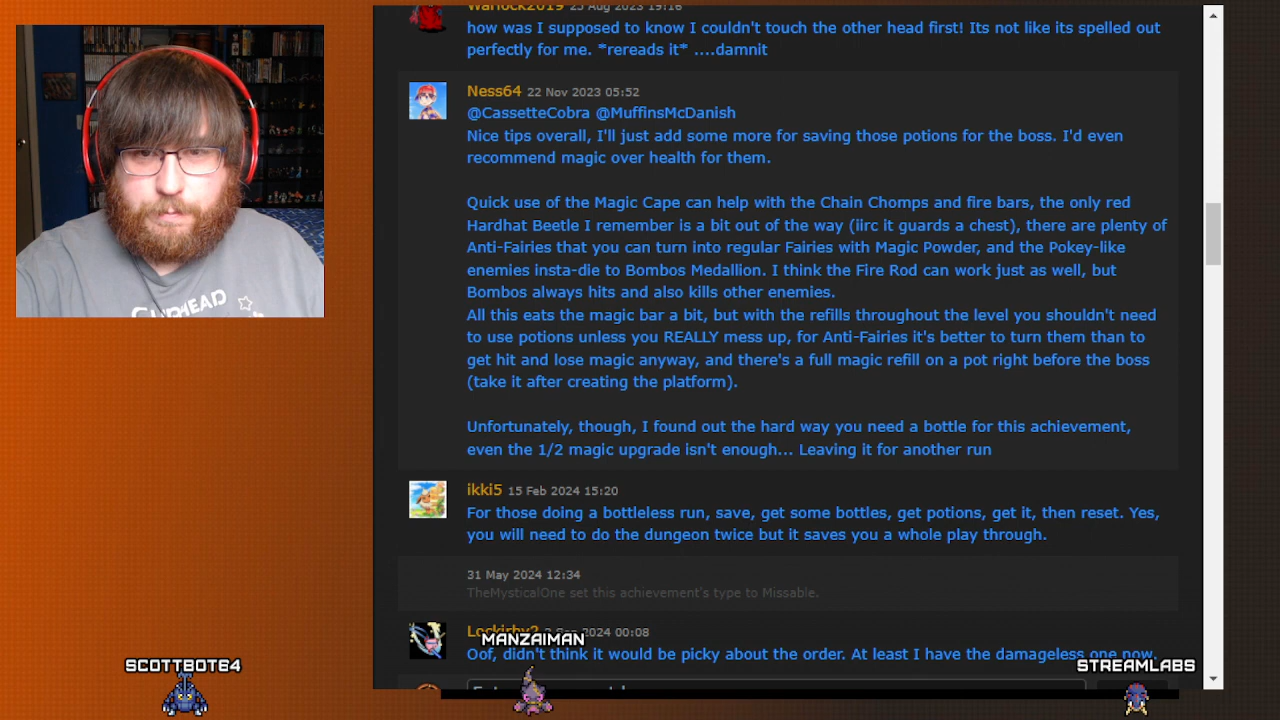 Warlock2019 25 Aug 2023 19:16
how was I supposed to know I couldn't touch the other head first! Its not like its spelled out
perfectly for me. *rereads it* ....damnit
Ness64 22 Nov 2023 05:52
@CassetteCobra @MuffinsMcDanish
Nice tips overall, I'll just add some more for saving those potions for the boss. I'd even
recommend magic over health for them.
Quick use of the Magic Cape can help with the Chain Chomps and fire bars, the only red
Hardhat Beetle I remember is a bit out of the way (iirc it guards a chest), there are plenty of
Anti-Fairies that you can turn into regular Fairies with Magic Powder, and the Pokey-like
enemies insta-die to Bombos Medallion. I think the Fire Rod can work just as well, but
Bombos always hits and also kills other enemies.
All this eats the magic bar a bit, but with the refills throughout the level you shouldn't need
to use potions unless you REALLY mess up, for Anti-Fairies it's better to turn them than to
get hit and lose magic anyway, and there's a full magic refill on a pot right before the boss
(take it after creating the platform).
Unfortunately, though, I found out the hard way you need a bottle for this achievement,
even the 1/2 magic upgrade isn't enough... Leaving it for another run
ikki5 15 Feb 2024 15:20
For those doing a bottleless run, save, get some bottles, get potions, get it, then reset. Yes,
you will need to do the dungeon twice but it saves you a whole play through.
31 May 2024 12:34
TheMysticalOne set this achievement's type to Missable.
2024 00:08
Oof, didn't think it would be picky about the order. At least I have the damageless one now.
MANZAIMAN
SCOTTBOT64
STREAMLABS
CUPHEAD